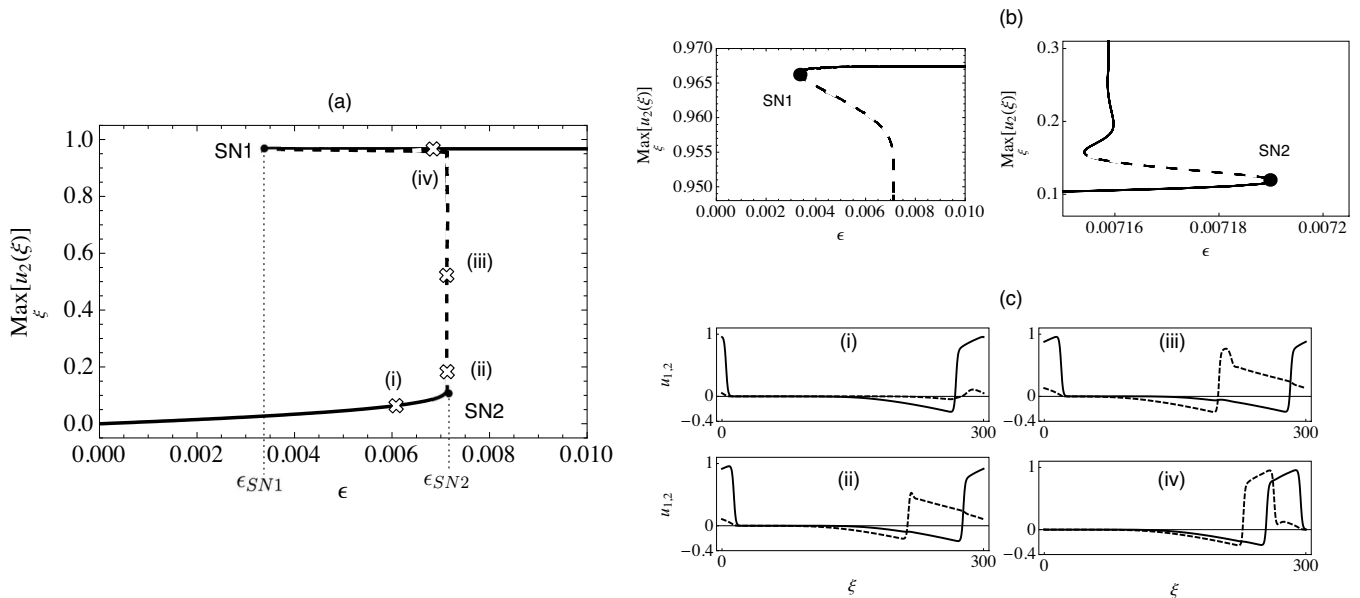 (a)
1.0
0.8
0.6
0.4
0.2
0.0
Max[u₂(ξ)]
ξ
SN1
(iv)
(iii)
(ii)
(i)
SN2
0.000
0.002
0.004
0.006
0.008
0.010
ϵSN1
ϵ
ϵSN2
(b)
0.970
0.965
0.960
0.955
0.950
Max[u₂(ξ)]
ξ
SN1
0.000 0.002 0.004 0.006 0.008 0.010
ϵ
0.3
0.2
0.1
Max[u₂(ξ)]
ξ
SN2
0.00716
0.00718
0.0072
ϵ
(c)
1
0
−0.4
u₁,₂
(i)
0
300
1
0
−0.4
(iii)
0
300
1
0
−0.4
u₁,₂
(ii)
0
300
ξ
1
0
−0.4
(iv)
0
300
ξ